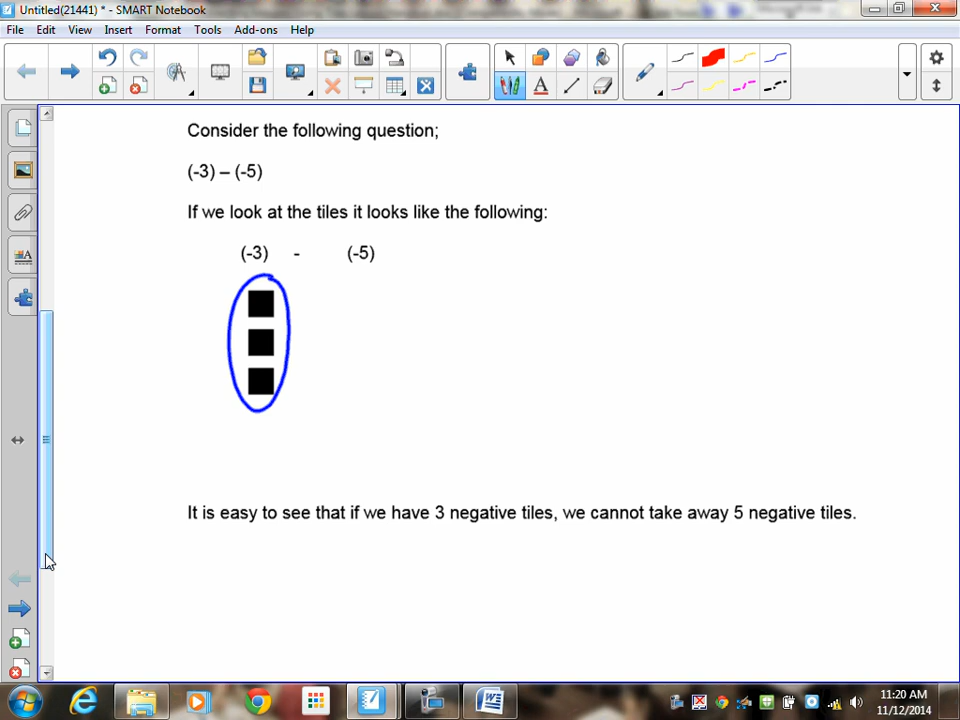 Untitled(21441) * - SMART Notebook
File Edit View Insert Format Tools Add-ons Help
Consider the following question;
(-3) – (-5)
If we look at the tiles it looks like the following:
(-3) - (-5)
It is easy to see that if we have 3 negative tiles, we cannot take away 5 negative tiles.
11:20 AM
11/12/2014